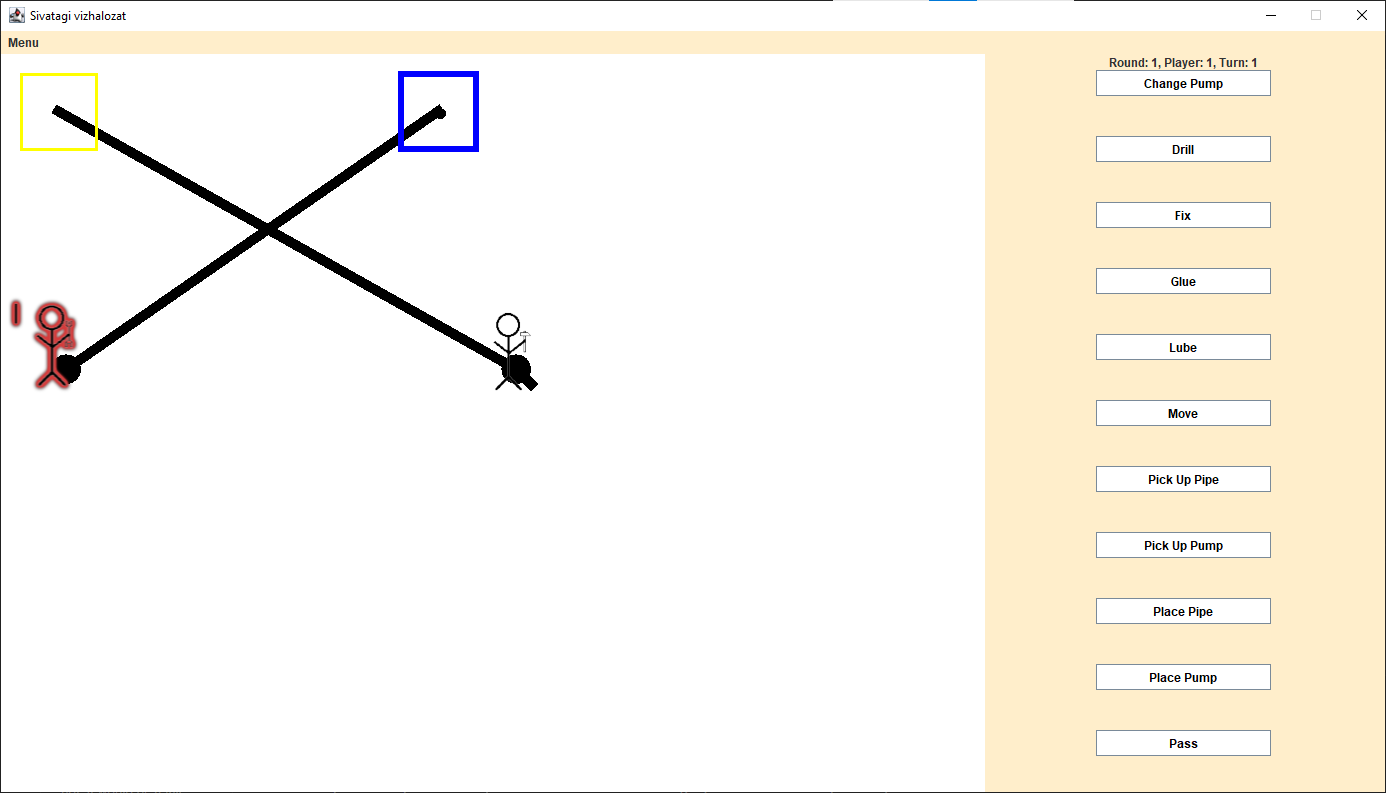 Sivatagi vizhalozat
Menu
Round: 1, Player: 1, Turn: 1
Change Pump
Drill
Fix
Glue
Lube
Move
Pick Up Pipe
Pick Up Pump
Place Pipe
Place Pump
Pass